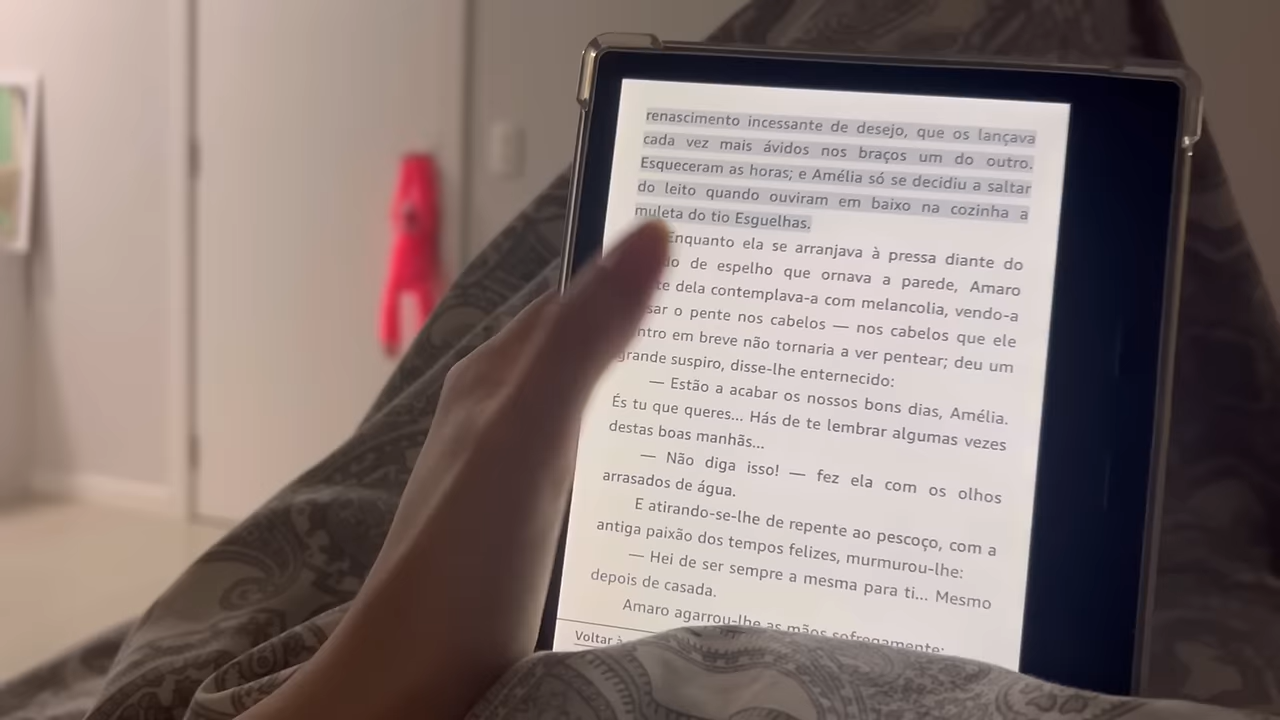 renascimento incessante de desejo, que os lançava
cada vez mais ávidos nos braços um do outro.
Esqueceram as horas; e Amélia só se decidiu a saltar
do leito quando ouviram em baixo na cozinha a
muleta do tio Esguelhas.
Enquanto ela se arranjava à pressa diante do
de espelho que ornava a parede, Amaro
dela contemplava-a com melancolia, vendo-a
o pente nos cabelos — nos cabelos que ele
em breve não tornaria a ver pentear; deu um
grande suspiro, disse-lhe enternecido:
— Estão a acabar os nossos bons dias, Amélia.
És tu que queres... Hás de te lembrar algumas vezes
destas boas manhãs...
— Não diga isso! — fez ela com os olhos
arrasados de água.
E atirando-se-lhe de repente ao pescoço, com a
antiga paixão dos tempos felizes, murmurou-lhe:
— Hei de ser sempre a mesma para ti... Mesmo
depois de casada.
Amaro agarrou-lhe as mãos sofregamente:
Voltar